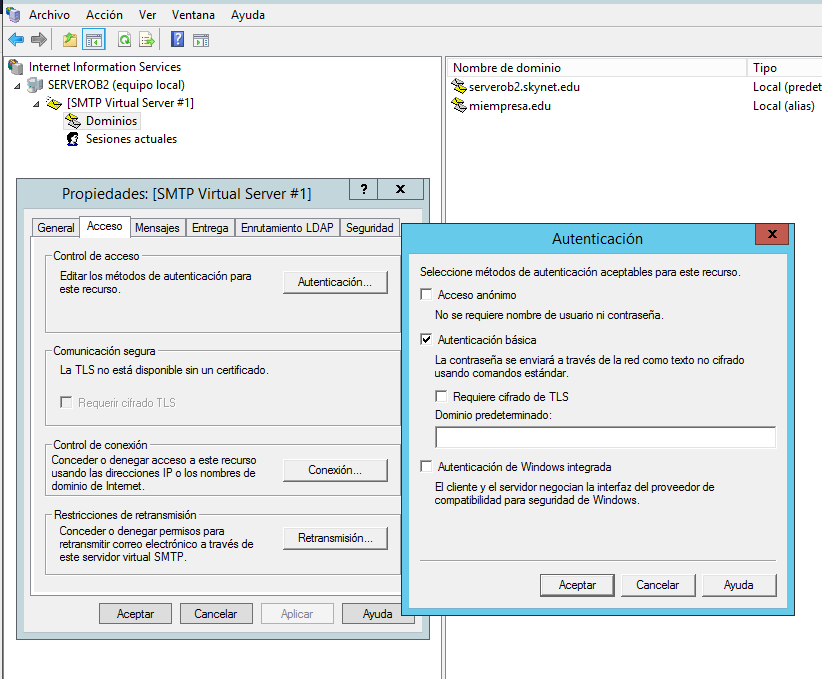 Archivo Acción Ver Ventana Ayuda
Internet Information Services
SERVEROB2 (equipo local)
[SMTP Virtual Server #1]
Dominios
Sesiones actuales
Nombre de dominio Tipo
serverob2.skynet.edu Local (predet
miempresa.edu Local (alias)
Propiedades: [SMTP Virtual Server #1] ? X
General Acceso Mensajes Entrega Enrutamiento LDAP Seguridad
Control de acceso
Editar los métodos de autenticación para
este recurso.
Autenticación...
Comunicación segura
La TLS no está disponible sin un certificado.
Requerir cifrado TLS
Control de conexión
Conceder o denegar acceso a este recurso
usando las direcciones IP o los nombres de
dominio de Internet.
Conexión...
Restricciones de retransmisión
Conceder o denegar permisos para
retransmitir correo electrónico a través de
este servidor virtual SMTP.
Retransmisión...
Aceptar Cancelar Aplicar Ayuda
Autenticación X
Seleccione métodos de autenticación aceptables para este recurso.
Acceso anónimo
No se requiere nombre de usuario ni contraseña.
Autenticación básica
La contraseña se enviará a través de la red como texto no cifrado
usando comandos estándar.
Requiere cifrado de TLS
Dominio predeterminado:
Autenticación de Windows integrada
El cliente y el servidor negocian la interfaz del proveedor de
compatibilidad para seguridad de Windows.
Aceptar Cancelar Ayuda